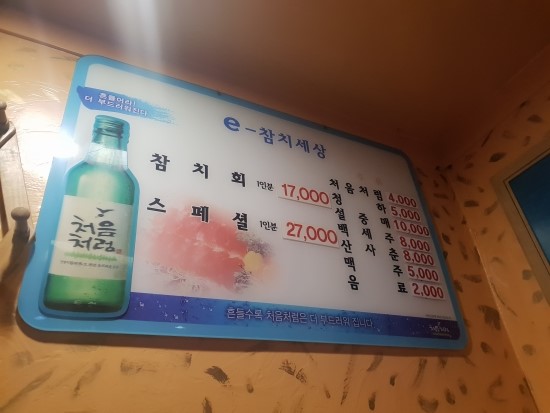 흔들어라!
더 부드러워진다
e-참치세상
처음
처럼
참치회 1인분 17,000
스페셜 1인분 27,000
처음처럼 4,000
청하 5,000
설중매 10,000
백세주 8,000
산사춘 8,000
맥주 5,000
음료 2,000
흔들수록 처음처럼은 더 부드러워 집니다